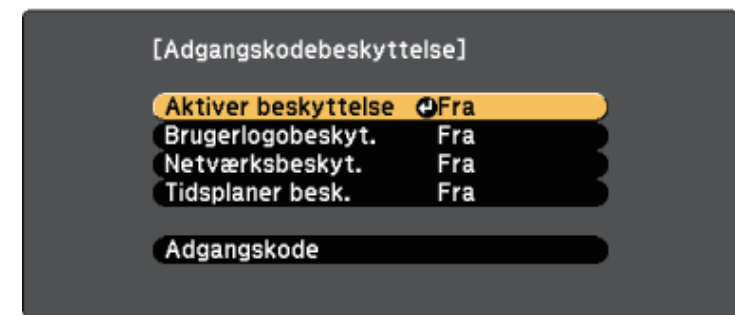 [Adgangskodebeskyttelse]
Aktiver beskyttelse Fra
Brugerlogobeskyt. Fra
Netværksbeskyt. Fra
Tidsplaner besk. Fra
Adgangskode